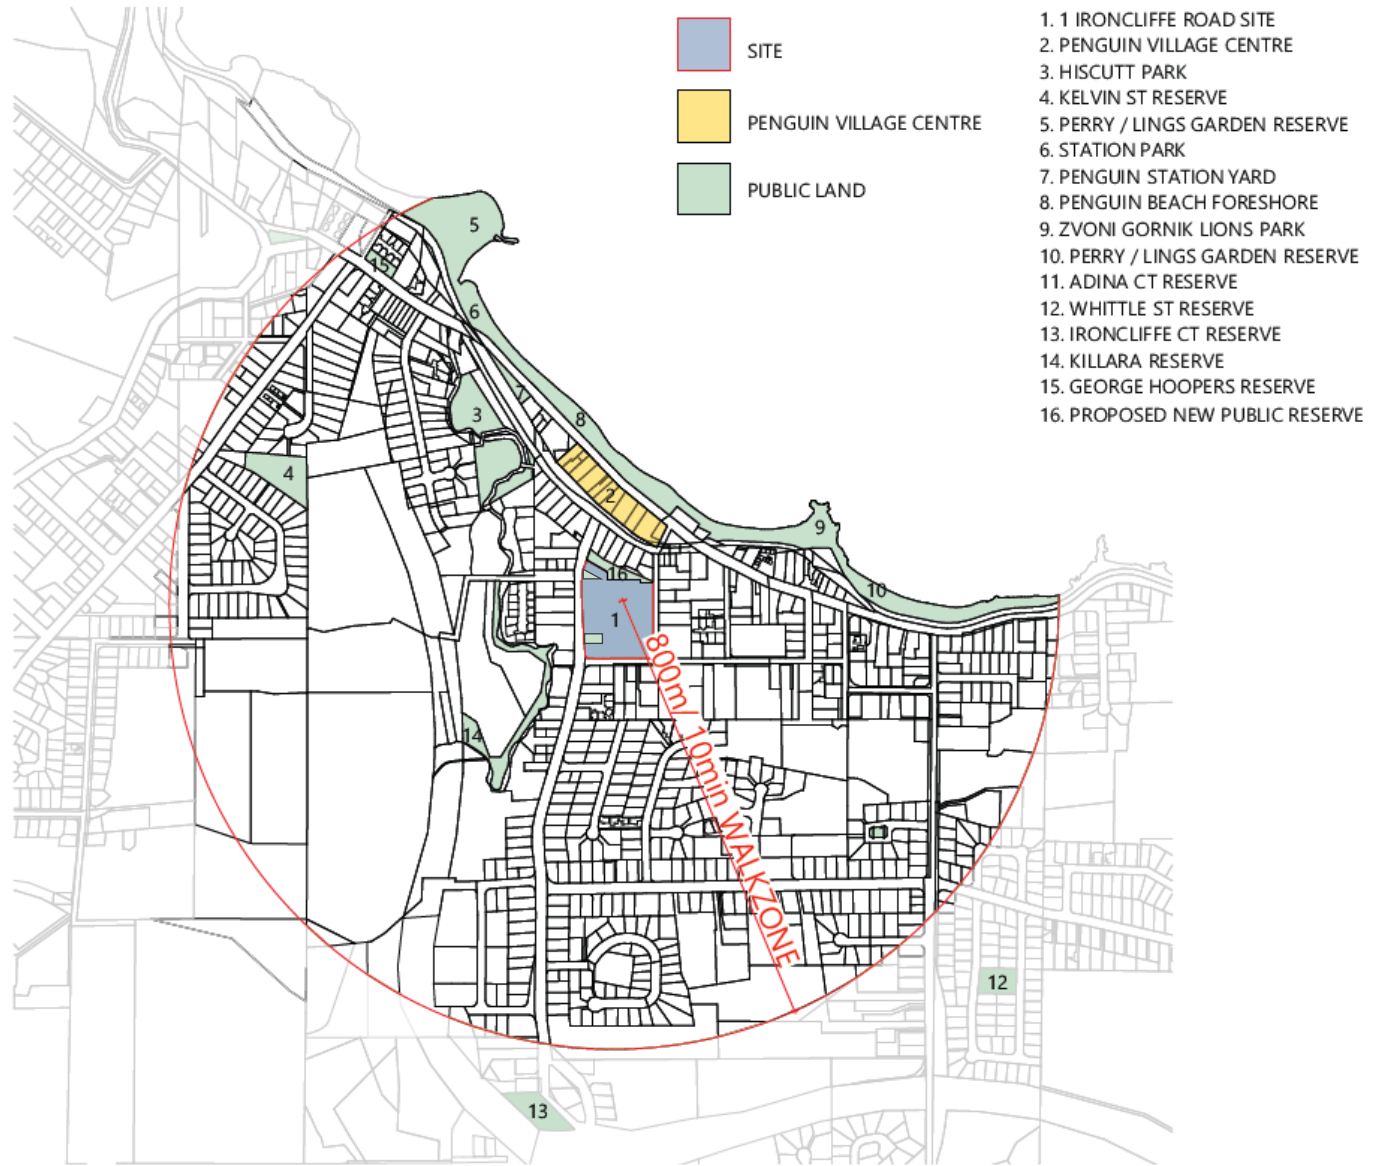 SITE
PENGUIN VILLAGE CENTRE
PUBLIC LAND
1. 1 IRONCLIFFE ROAD SITE
2. PENGUIN VILLAGE CENTRE
3. HISCUTT PARK
4. KELVIN ST RESERVE
5. PERRY / LINGS GARDEN RESERVE
6. STATION PARK
7. PENGUIN STATION YARD
8. PENGUIN BEACH FORESHORE
9. ZVONI GORNIK LIONS PARK
10. PERRY / LINGS GARDEN RESERVE
11. ADINA CT RESERVE
12. WHITTLE ST RESERVE
13. IRONCLIFFE CT RESERVE
14. KILLARA RESERVE
15. GEORGE HOOPERS RESERVE
16. PROPOSED NEW PUBLIC RESERVE
5
15
6
7
3
8
4
2
9
16
10
1
800m/ 10min WALKZONE
14
12
13